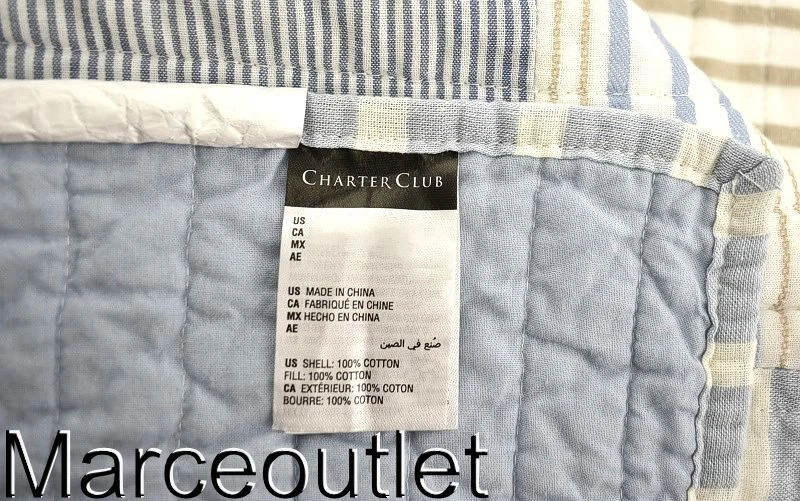 CHARTER CLUB
US
CA
MX
AE
US MADE IN CHINA
CA FABRIQUÉ EN CHINE
MX HECHO EN CHINA
AE
صُنع في الصين
US SHELL: 100% COTTON
FILL: 100% COTTON
CA EXTÉRIEUR: 100% COTON
BOURRE: 100% COTON
Marceoutlet